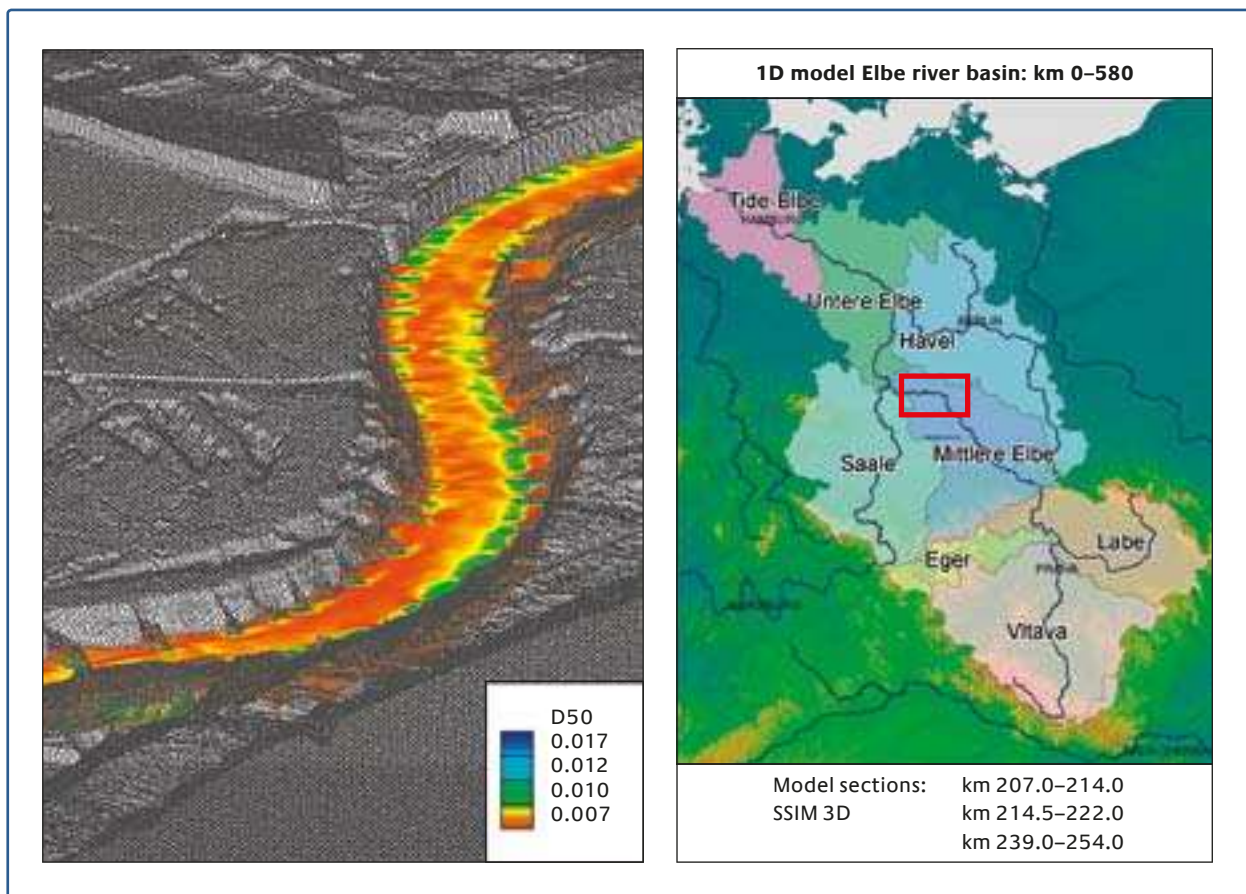 D50
0.017
0.012
0.010
0.007
1D model Elbe river basin: km 0–580
Tide-Elbe
HAMBURG
Untere Elbe
BERLIN
Havel
Saale
Mittlere Elbe
Eger
Labe
Vltava
Model sections: km 207.0–214.0
SSIM 3D km 214.5–222.0
km 239.0–254.0